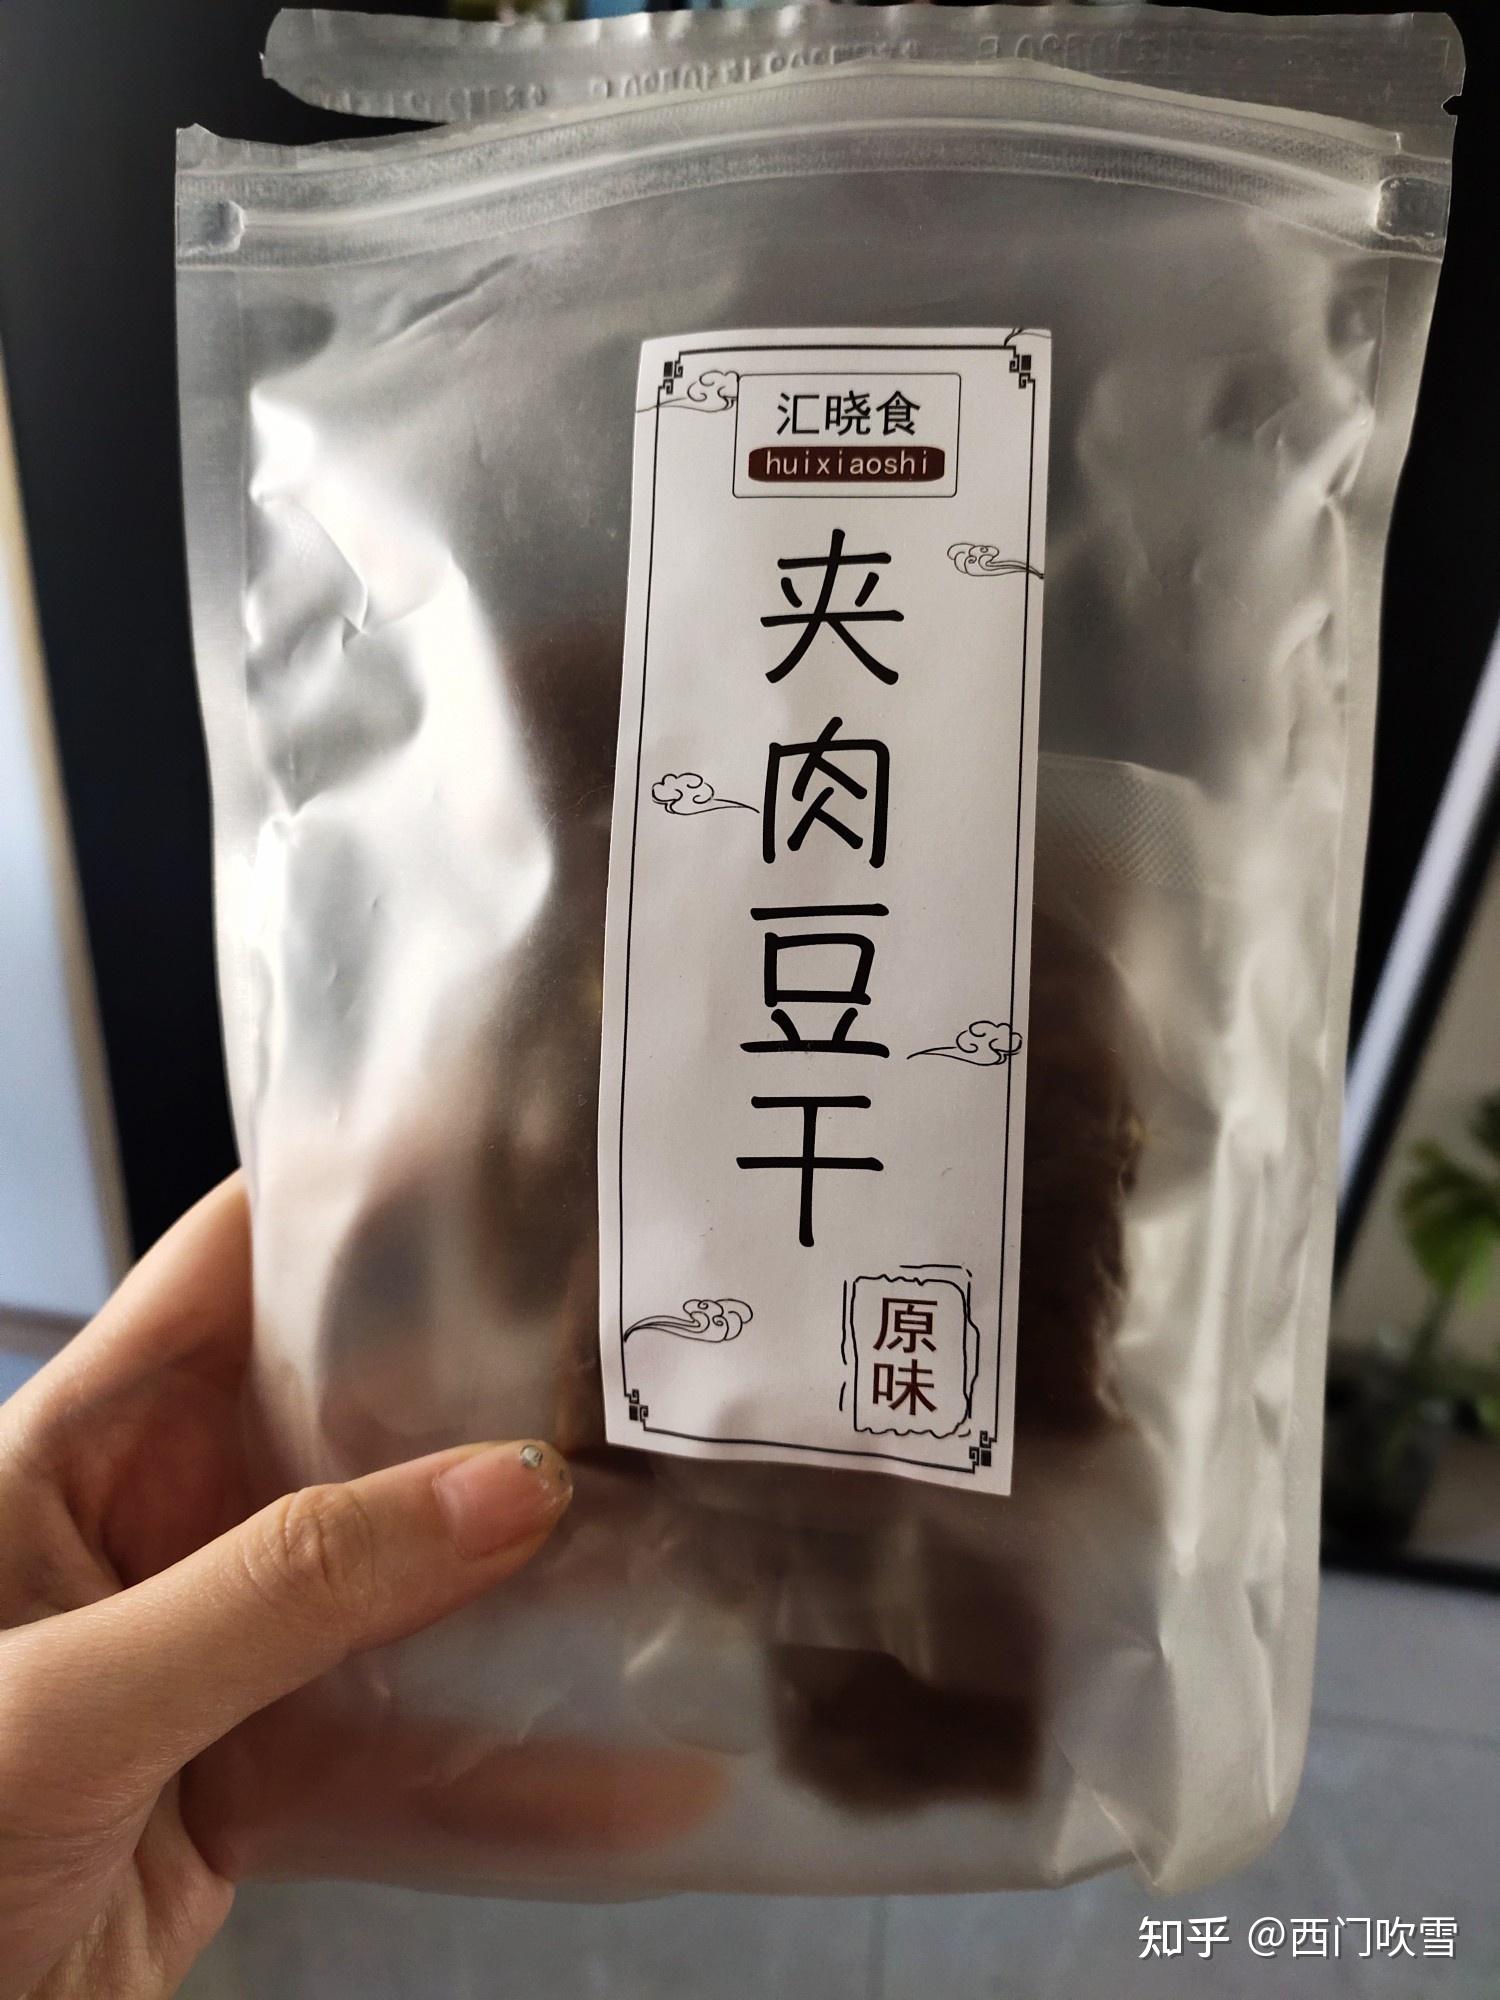 汇晓食
huixiaoshi
夹肉豆干
原味
知乎 @西门吹雪